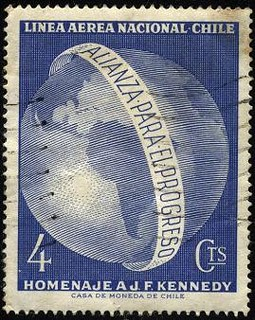 LINEA AEREA NACIONAL-CHILE
ALIANZA·PARA·EL·PROGRESO
4 CTS
HOMENAJE A J. F. KENNEDY
CASA DE MONEDA DE CHILE